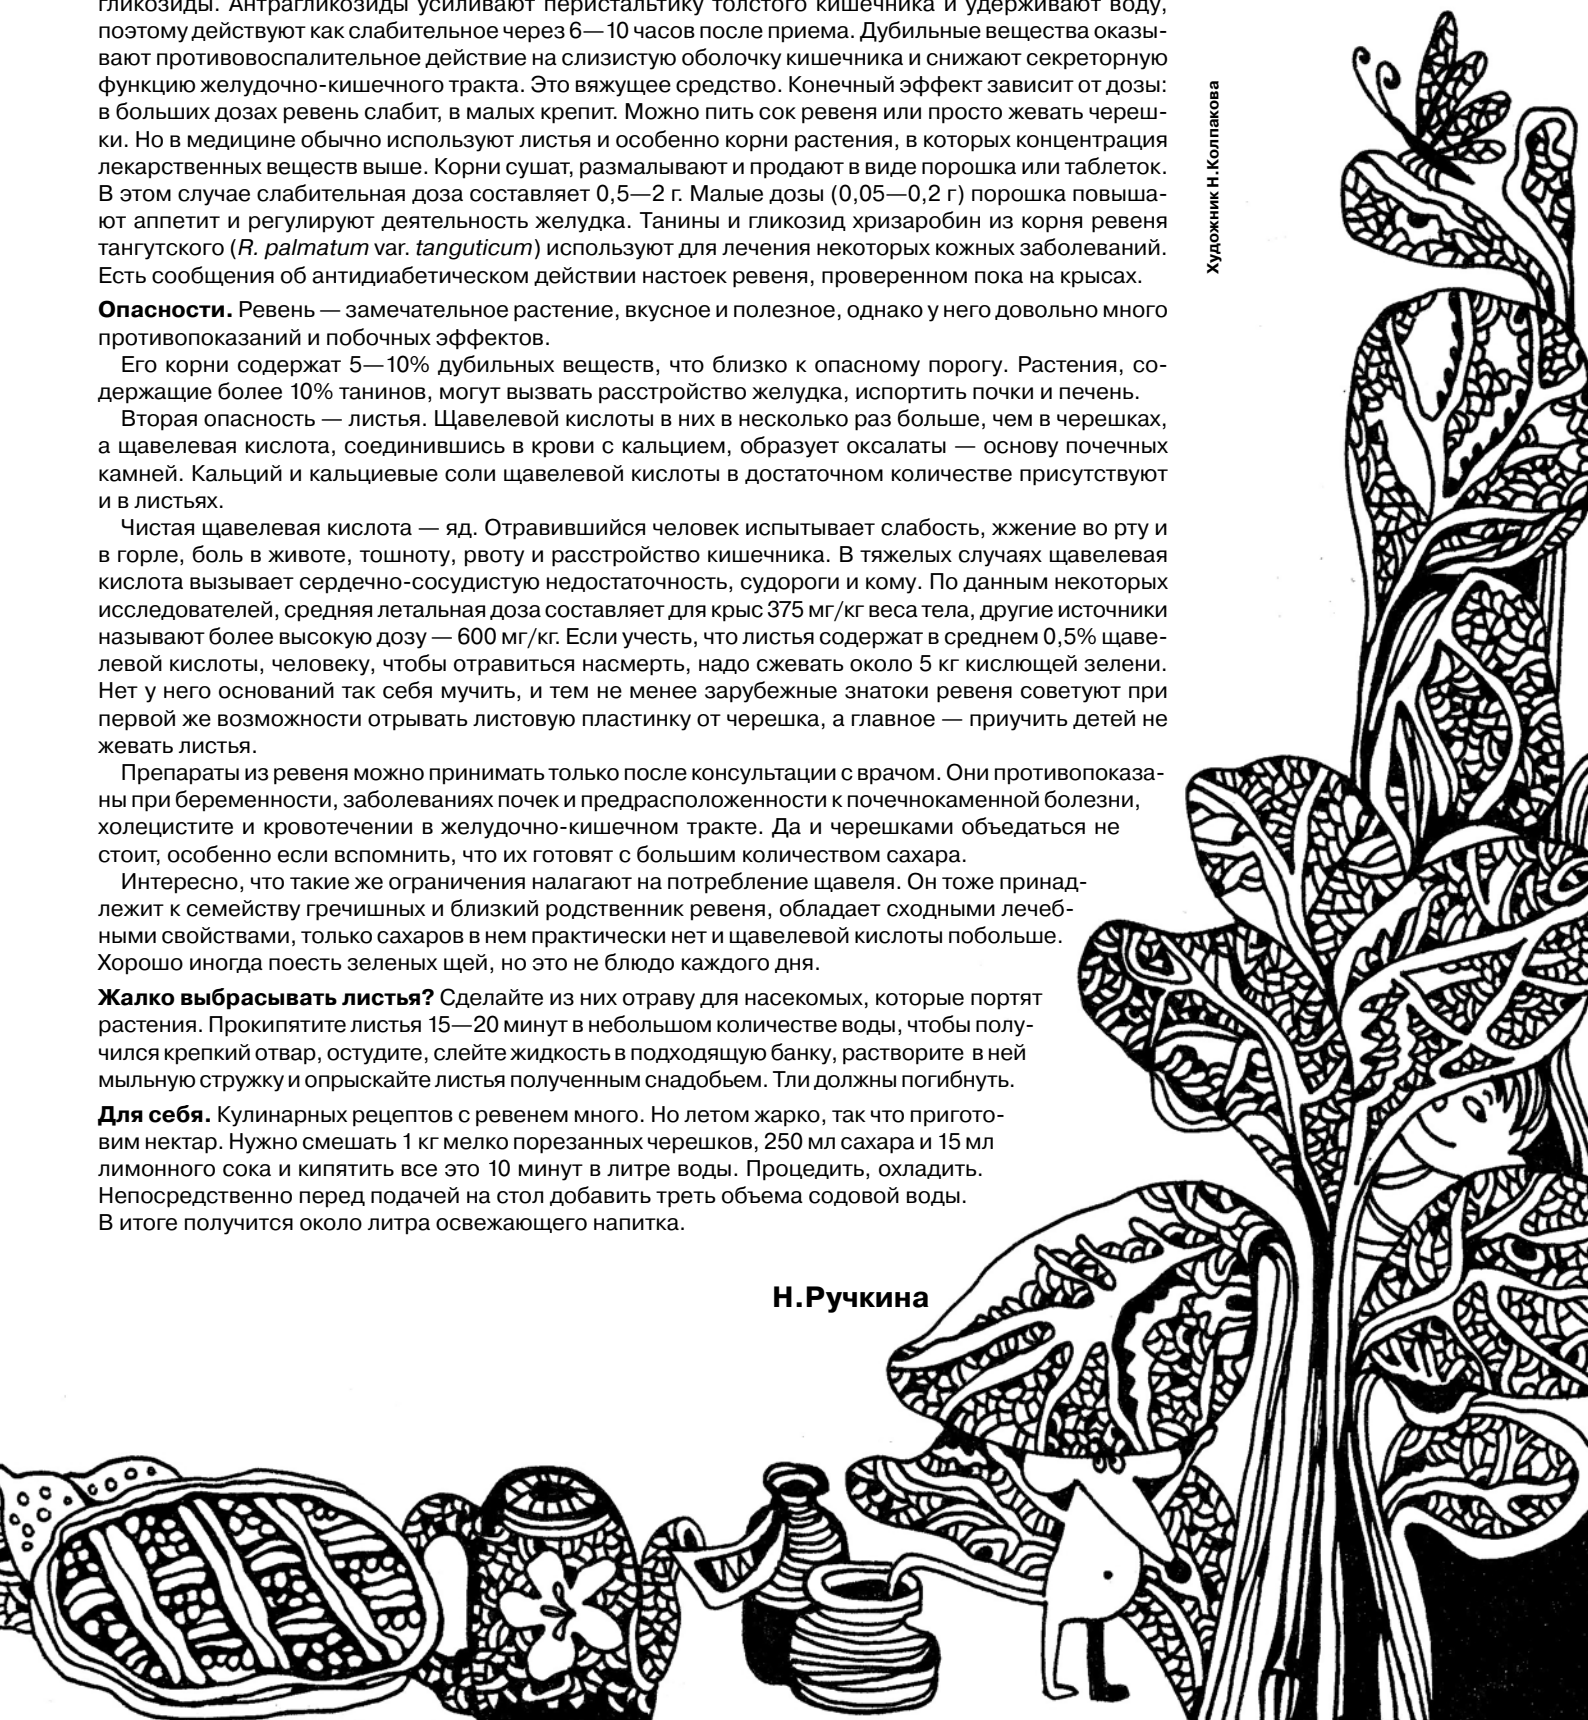 гликозиды. Антрагликозиды усиливают перистальтику толстого кишечника и удерживают воду,
поэтому действуют как слабительное через 6—10 часов после приема. Дубильные вещества оказы-
вают противовоспалительное действие на слизистую оболочку кишечника и снижают секреторную
функцию желудочно-кишечного тракта. Это вяжущее средство. Конечный эффект зависит от дозы:
в больших дозах ревень слабит, в малых крепит. Можно пить сок ревеня или просто жевать череш-
ки. Но в медицине обычно используют листья и особенно корни растения, в которых концентрация
лекарственных веществ выше. Корни сушат, размалывают и продают в виде порошка или таблеток.
В этом случае слабительная доза составляет 0,5—2 г. Малые дозы (0,05—0,2 г) порошка повыша-
ют аппетит и регулируют деятельность желудка. Танины и гликозид хризаробин из корня ревеня
тангутского (R. palmatum var. tanguticum) используют для лечения некоторых кожных заболеваний.
Есть сообщения об антидиабетическом действии настоек ревеня, проверенном пока на крысах.
Опасности. Ревень — замечательное растение, вкусное и полезное, однако у него довольно много
противопоказаний и побочных эффектов.
Его корни содержат 5—10% дубильных веществ, что близко к опасному порогу. Растения, со-
держащие более 10% танинов, могут вызвать расстройство желудка, испортить почки и печень.
Вторая опасность — листья. Щавелевой кислоты в них в несколько раз больше, чем в черешках,
а щавелевая кислота, соединившись в крови с кальцием, образует оксалаты — основу почечных
камней. Кальций и кальциевые соли щавелевой кислоты в достаточном количестве присутствуют
и в листьях.
Чистая щавелевая кислота — яд. Отравившийся человек испытывает слабость, жжение во рту и
в горле, боль в животе, тошноту, рвоту и расстройство кишечника. В тяжелых случаях щавелевая
кислота вызывает сердечно-сосудистую недостаточность, судороги и кому. По данным некоторых
исследователей, средняя летальная доза составляет для крыс 375 мг/кг веса тела, другие источники
называют более высокую дозу — 600 мг/кг. Если учесть, что листья содержат в среднем 0,5% щаве-
левой кислоты, человеку, чтобы отравиться насмерть, надо сжевать около 5 кг кислющей зелени.
Нет у него оснований так себя мучить, и тем не менее зарубежные знатоки ревеня советуют при
первой же возможности отрывать листовую пластинку от черешка, а главное — приучить детей не
жевать листья.
Препараты из ревеня можно принимать только после консультации с врачом. Они противопоказа-
ны при беременности, заболеваниях почек и предрасположенности к почечнокаменной болезни,
холецистите и кровотечении в желудочно-кишечном тракте. Да и черешками объедаться не
стоит, особенно если вспомнить, что их готовят с большим количеством сахара.
Интересно, что такие же ограничения налагают на потребление щавеля. Он тоже принад-
лежит к семейству гречишных и близкий родственник ревеня, обладает сходными лечеб-
ными свойствами, только сахаров в нем практически нет и щавелевой кислоты побольше.
Хорошо иногда поесть зеленых щей, но это не блюдо каждого дня.
Жалко выбрасывать листья? Сделайте из них отраву для насекомых, которые портят
растения. Прокипятите листья 15—20 минут в небольшом количестве воды, чтобы полу-
чился крепкий отвар, остудите, слейте жидкость в подходящую банку, растворите в ней
мыльную стружку и опрыскайте листья полученным снадобьем. Тли должны погибнуть.
Для себя. Кулинарных рецептов с ревенем много. Но летом жарко, так что пригото-
вим нектар. Нужно смешать 1 кг мелко порезанных черешков, 250 мл сахара и 15 мл
лимонного сока и кипятить все это 10 минут в литре воды. Процедить, охладить.
Непосредственно перед подачей на стол добавить треть объема содовой воды.
В итоге получится около литра освежающего напитка.
Н.Ручкина
Художник Н.Колпакова